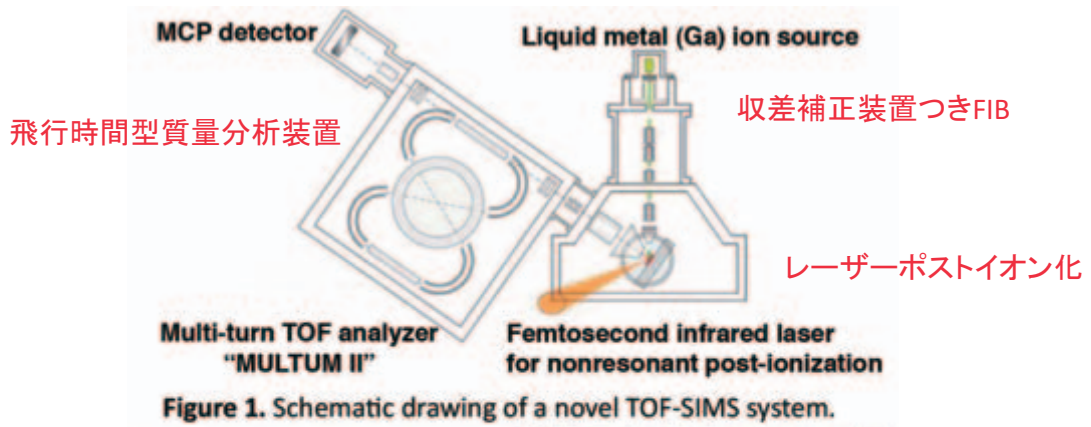 MCP detector
Liquid metal (Ga) ion source
収差補正装置つきFIB
飛行時間型質量分析装置
レーザーポストイオン化
Multi-turn TOF analyzer
“MULTUM II”
Femtosecond infrared laser
for nonresonant post-ionization
Figure 1. Schematic drawing of a novel TOF-SIMS system.